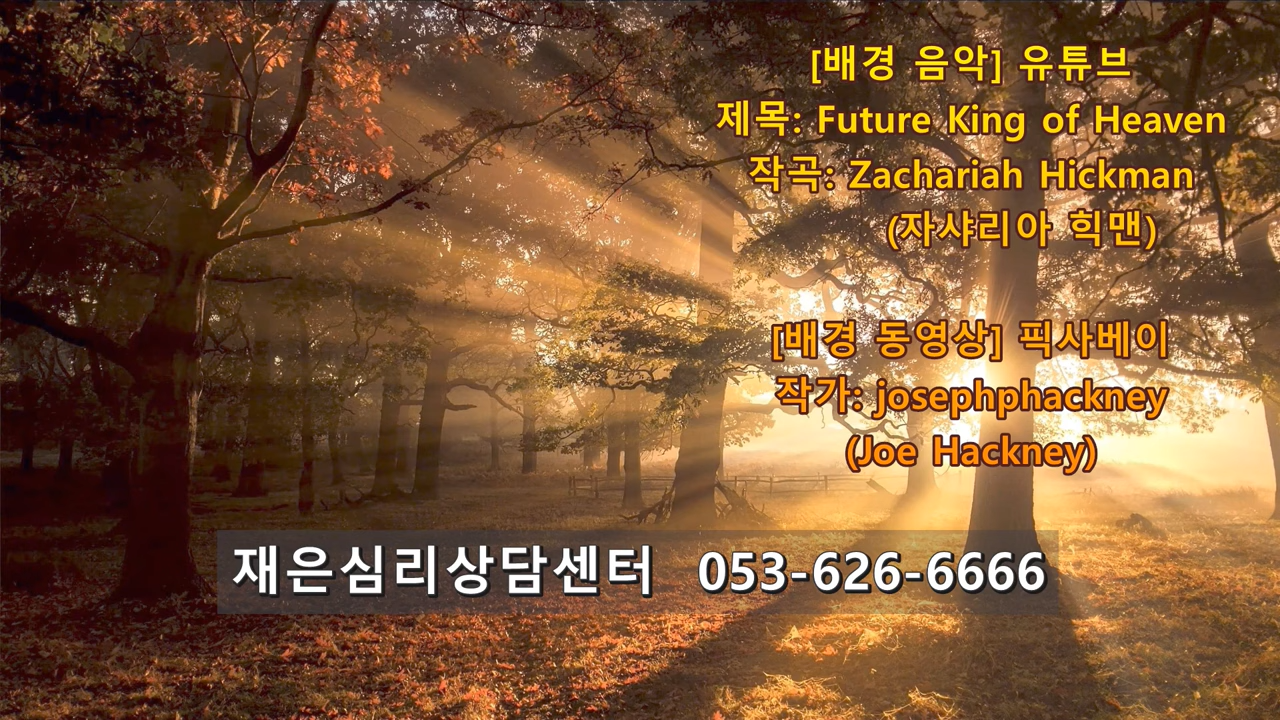 [배경 음악] 유튜브
제목: Future King of Heaven
작곡: Zachariah Hickman
(자샤리아 힉맨)
[배경 동영상] 픽사베이
작가: josephphackney
(Joe Hackney)
재은심리상담센터 053-626-6666